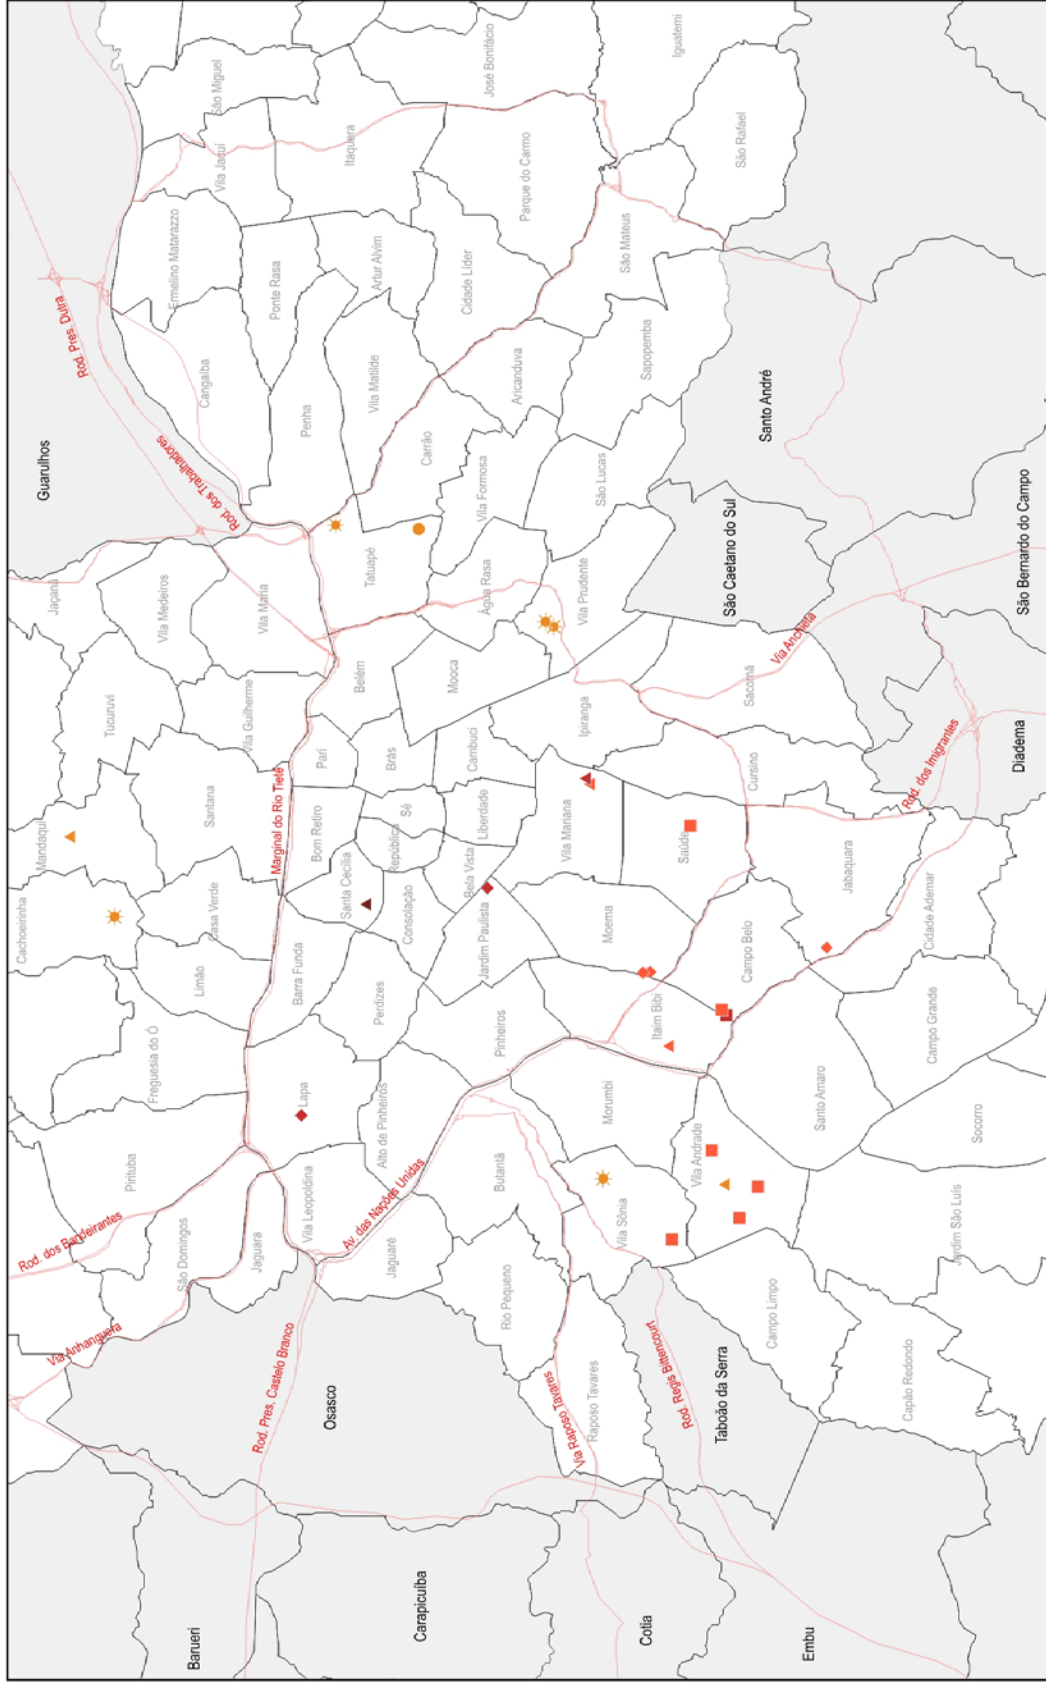 Guarulhos
Rod. Pres. Dutra
Rod. dos Trabalhadores
Jaçanã
Vila Medeiros
Tucuruvi
Mandaqui
Cachoeirinha
Santana
Vila Guilherme
Vila Maria
Casa Verde
Limão
Freguesia do Ó
Pirituba
São Domingos
Jaguara
Rod. dos Bandeirantes
Via Anhanguera
Marginal do Rio Tietê
Cangaíba
Ermelino Matarazzo
Ponte Rasa
Vila Jacuí
São Miguel
Itaquera
José Bonifácio
Iguatemi
Parque do Carmo
São Rafael
São Mateus
Cidade Líder
Artur Alvim
Penha
Vila Matilde
Carrão
Aricanduva
Sapopemba
Vila Formosa
São Lucas
Tatuapé
Água Rasa
Vila Prudente
Belém
Mooca
Pari
Brás
Cambuci
Ipiranga
Bom Retiro
Sé
República
Liberdade
Santa Cecília
Consolação
Bela Vista
Jardim Paulista
Vila Mariana
Barra Funda
Perdizes
Pinheiros
Moema
Saúde
Cursino
Sacomã
Via Anchieta
Rod. dos Imigrantes
Jabaquara
Cidade Ademar
Campo Belo
Itaim Bibi
Campo Grande
Santo Amaro
Socorro
Lapa
Alto de Pinheiros
Vila Leopoldina
Av. das Nações Unidas
Jaguaré
Butantã
Morumbi
Vila Andrade
Vila Sônia
Rio Pequeno
Raposo Tavares
Via Raposo Tavares
Rod. Regis Bittencourt
Campo Limpo
Jardim São Luís
Capão Redondo
Rod. Pres. Castelo Branco
Osasco
Taboão da Serra
Barueri
Carapicuíba
Cotia
Embu
Santo André
São Caetano do Sul
São Bernardo do Campo
Diadema